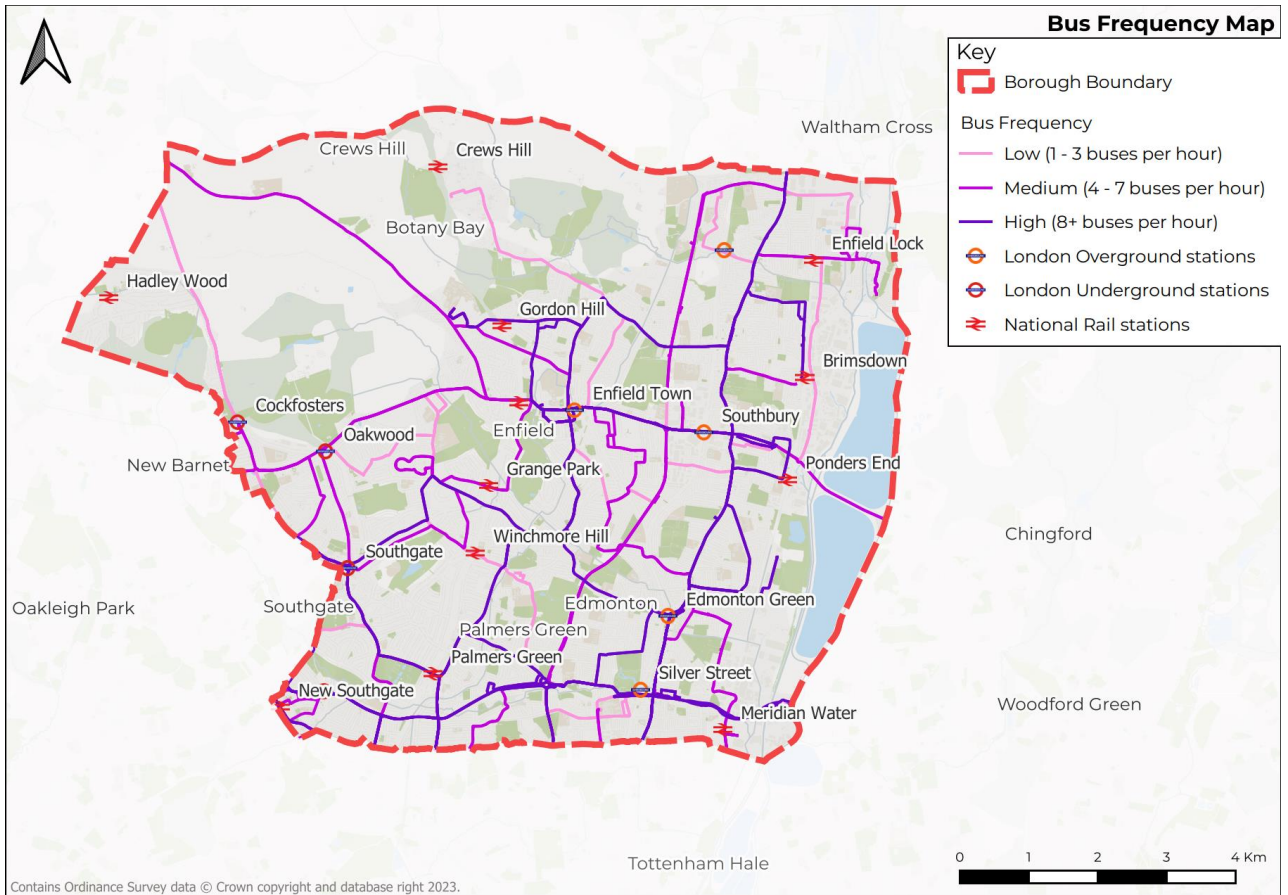 Bus Frequency Map
Key
Borough Boundary
Bus Frequency
Low (1 - 3 buses per hour)
Medium (4 - 7 buses per hour)
High (8+ buses per hour)
London Overground stations
London Underground stations
National Rail stations
Waltham Cross
Crews Hill
Crews Hill
Botany Bay
Enfield Lock
Hadley Wood
Gordon Hill
Brimsdown
Enfield Town
Cockfosters
Southbury
Enfield
Oakwood
New Barnet
Grange Park
Ponders End
Winchmore Hill
Chingford
Southgate
Edmonton Green
Edmonton
Oakleigh Park
Southgate
Palmers Green
Palmers Green
Silver Street
New Southgate
Meridian Water
Woodford Green
Tottenham Hale
0 1 2 3 4 Km
Contains Ordinance Survey data © Crown copyright and database right 2023.